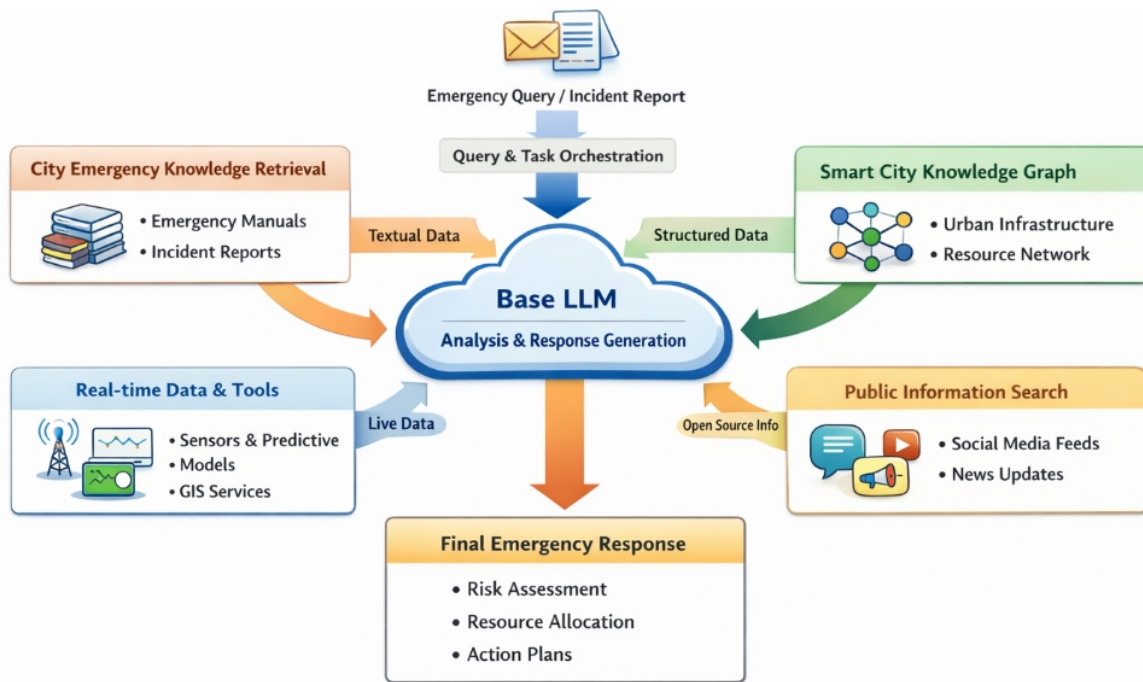 Emergency Query / Incident Report
Query & Task Orchestration
City Emergency Knowledge Retrieval
• Emergency Manuals
• Incident Reports
Textual Data
Structured Data
Smart City Knowledge Graph
• Urban Infrastructure
• Resource Network
Base LLM
Analysis & Response Generation
Real-time Data & Tools
• Sensors & Predictive
• Models
• GIS Services
Live Data
Open Source Info
Public Information Search
• Social Media Feeds
• News Updates
Final Emergency Response
• Risk Assessment
• Resource Allocation
• Action Plans